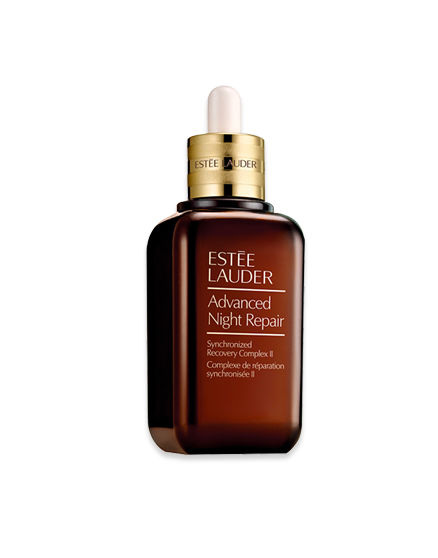 ESTĒE LAUDER
ESTĒE
LAUDER
Advanced
Night Repair
Synchronized
Recovery Complex II
Complexe de réparation
synchronisée II